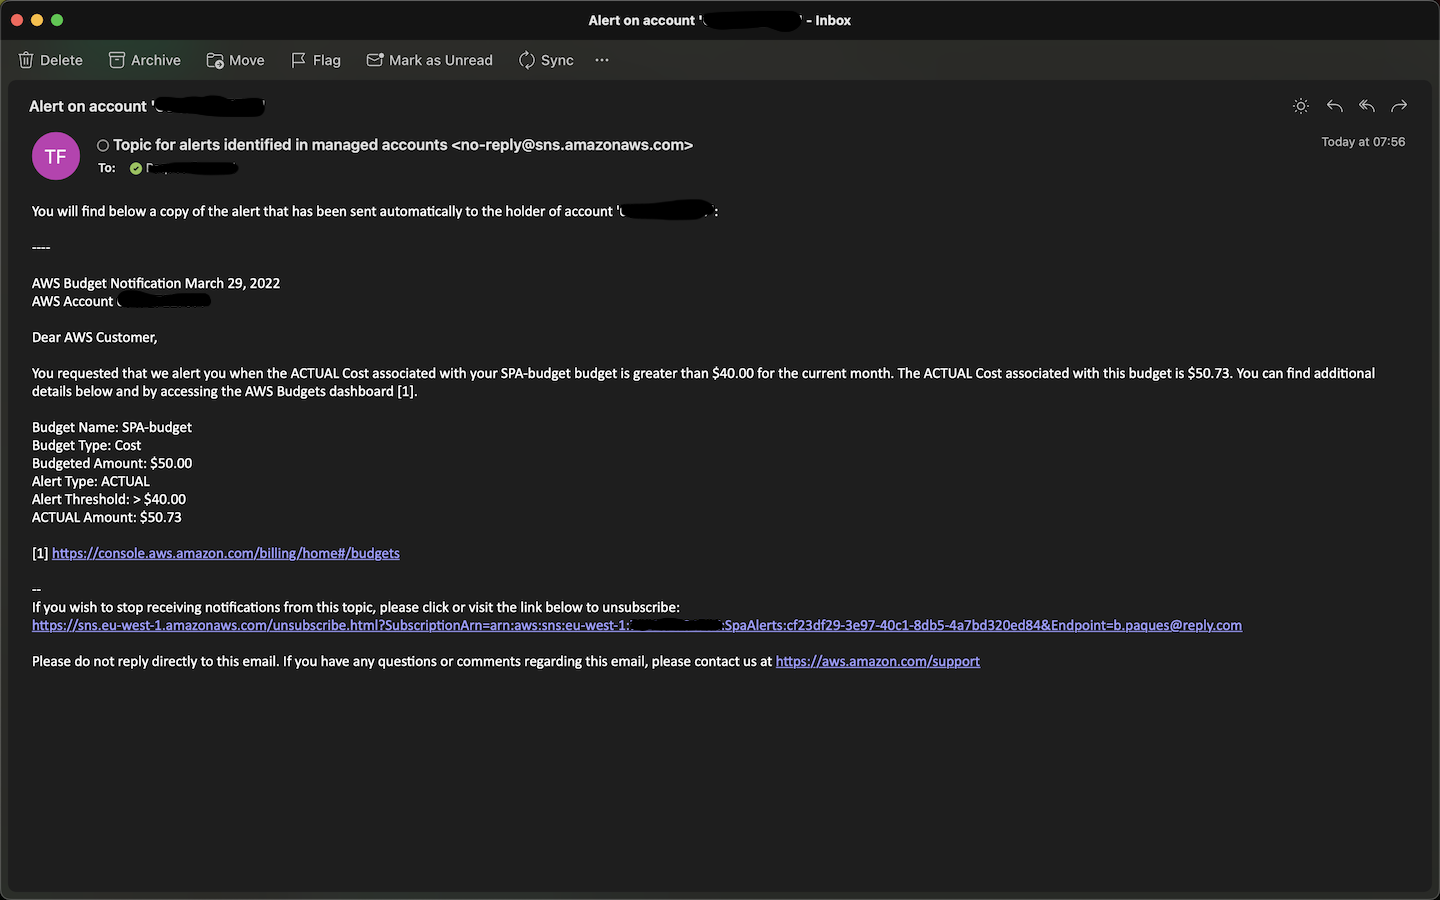 Alert on account ' ' - Inbox
Delete Archive Move Flag Mark as Unread Sync ...
Alert on account '
TF
Topic for alerts identified in managed accounts <no-reply@sns.amazonaws.com>
Today at 07:56
To:
You will find below a copy of the alert that has been sent automatically to the holder of account ' ':
----
AWS Budget Notification March 29, 2022
AWS Account
Dear AWS Customer,
You requested that we alert you when the ACTUAL Cost associated with your SPA-budget budget is greater than $40.00 for the current month. The ACTUAL Cost associated with this budget is $50.73. You can find additional
details below and by accessing the AWS Budgets dashboard [1].
Budget Name: SPA-budget
Budget Type: Cost
Budgeted Amount: $50.00
Alert Type: ACTUAL
Alert Threshold: > $40.00
ACTUAL Amount: $50.73
[1] https://console.aws.amazon.com/billing/home#/budgets
--
If you wish to stop receiving notifications from this topic, please click or visit the link below to unsubscribe:
https://sns.eu-west-1.amazonaws.com/unsubscribe.html?SubscriptionArn=arn:aws:sns:eu-west-1: :SpaAlerts:cf23df29-3e97-40c1-8db5-4a7bd320ed84&Endpoint=b.paques@reply.com
Please do not reply directly to this email. If you have any questions or comments regarding this email, please contact us at https://aws.amazon.com/support